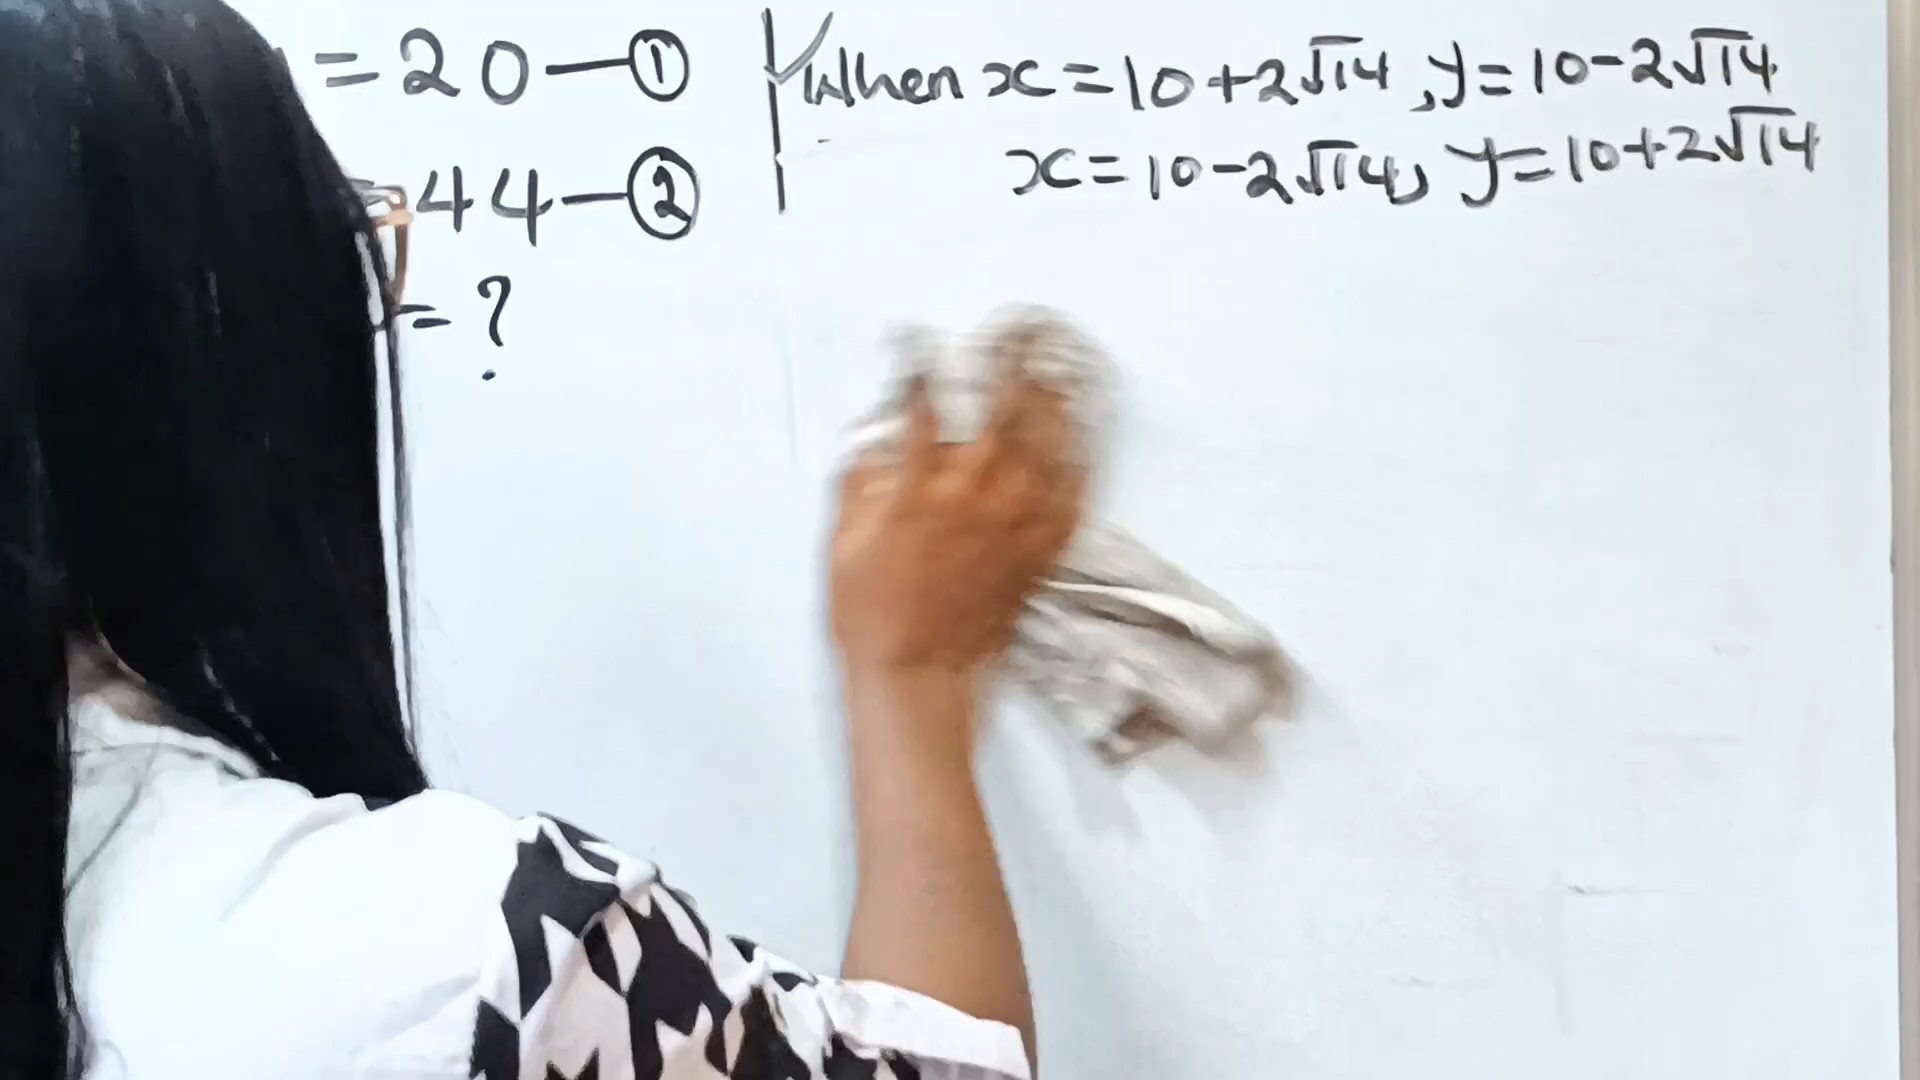 = 20 — ①
= 44 — ②
= ?
When x = 10 + 2√14, y = 10 - 2√14
x = 10 - 2√14, y = 10 + 2√14